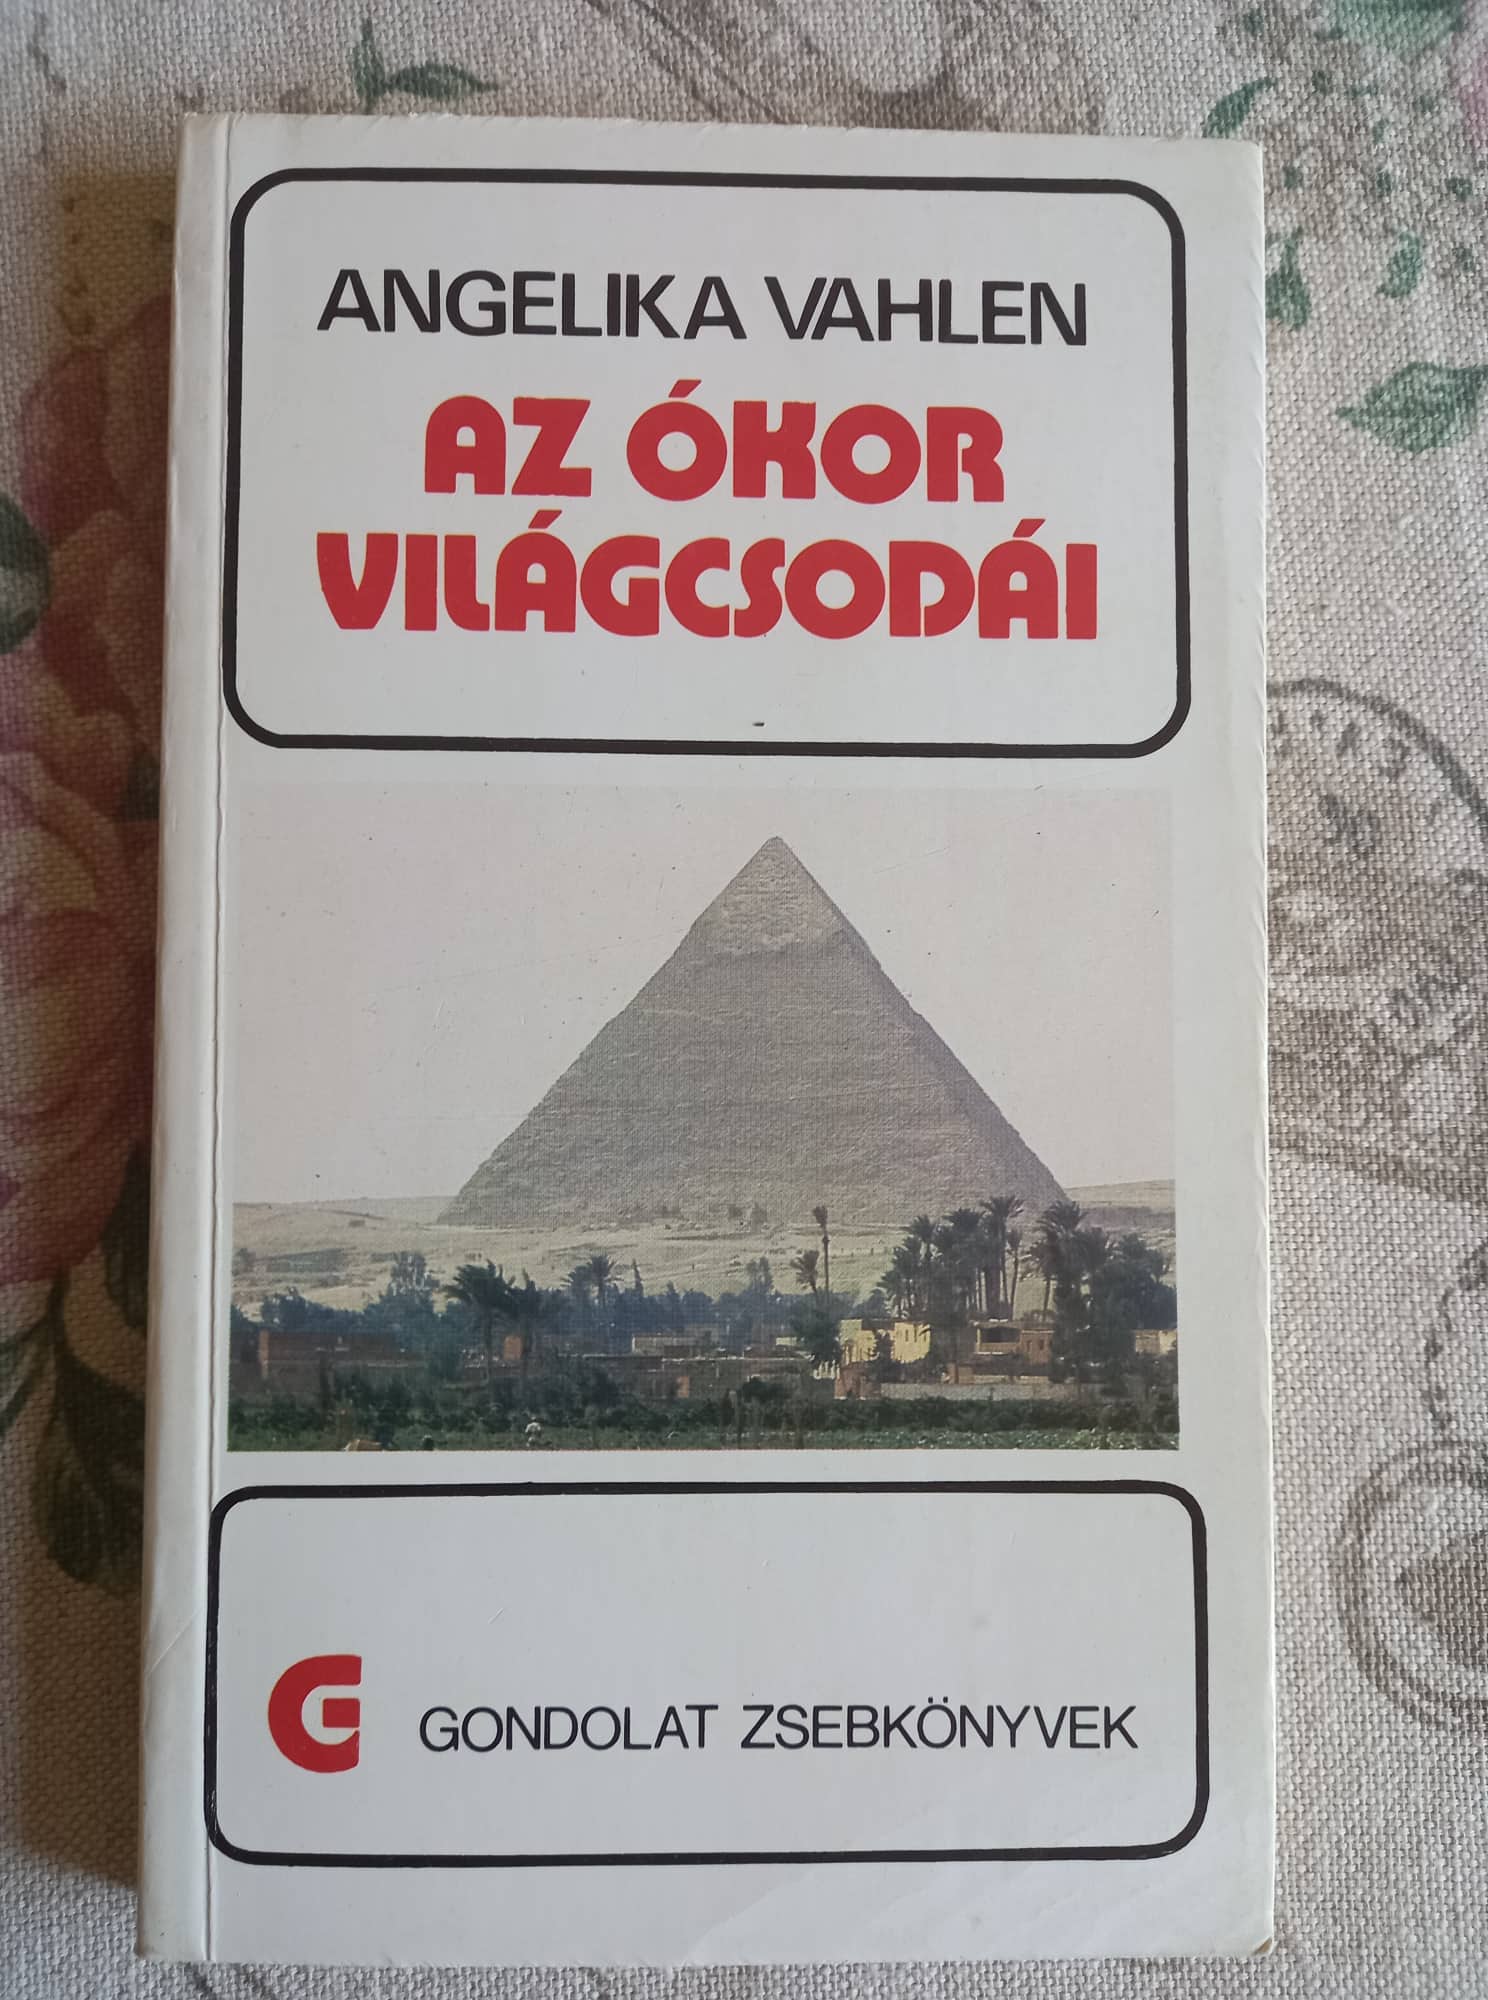 ANGELIKA VAHLEN
AZ ÓKOR
VILÁGCSODÁI
G GONDOLAT ZSEBKÖNYVEK